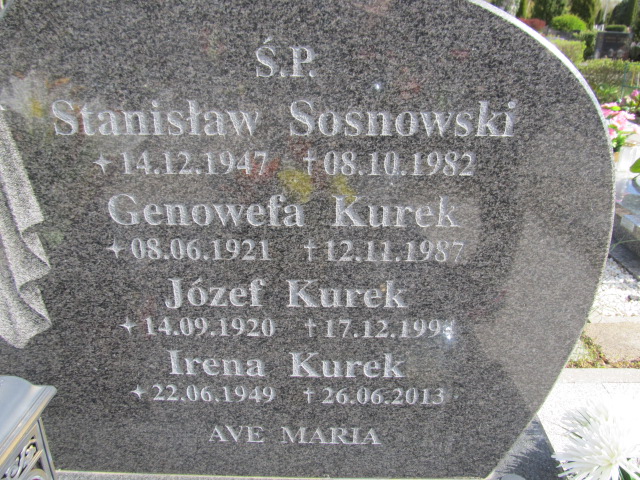 Ś.P.
Stanisław Sosnowski
✦14.12.1947 †08.10.1982
Genowefa Kurek
✦08.06.1921 †12.11.1987
Józef Kurek
✦14.09.1920
Irena Kurek
✦22.06.1949 †26.06.2013
AVE MARIA